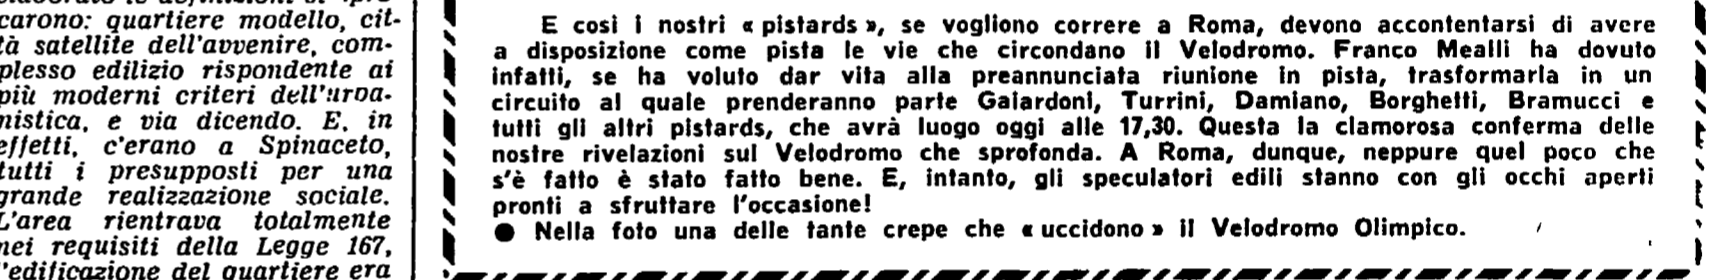 carono: quartiere modello, cit-
tà satellite dell'avvenire, com-
plesso edilizio rispondente ai
più moderni criteri dell'urba-
nistica, e via dicendo. E, in
effetti, c'erano a Spinaceto,
tutti i presupposti per una
grande realizzazione sociale.
L'area rientrava totalmente
nei requisiti della Legge 167,
l'edificazione del quartiere era
E così i nostri « pistards », se vogliono correre a Roma, devono accontentarsi di avere
a disposizione come pista le vie che circondano il Velodromo. Franco Mealli ha dovuto
infatti, se ha voluto dar vita alla preannunciata riunione in pista, trasformarla in un
circuito al quale prenderanno parte Gaiardoni, Turrini, Damiano, Borghetti, Bramucci e
tutti gli altri pistards, che avrà luogo oggi alle 17,30. Questa la clamorosa conferma delle
nostre rivelazioni sul Velodromo che sprofonda. A Roma, dunque, neppure quel poco che
s'è fatto è stato fatto bene. E, intanto, gli speculatori edili stanno con gli occhi aperti
pronti a sfruttare l'occasione!
● Nella foto una delle tante crepe che « uccidono » il Velodromo Olimpico.